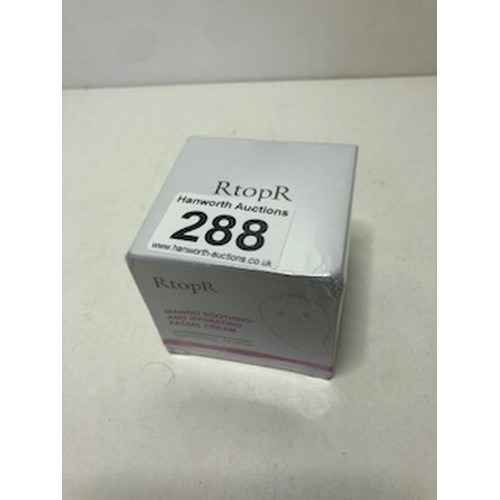 RtopR
Hanworth Auctions
288
www.hanworth-auctions.co.uk
RtopR
MANGO SOOTHING
AND HYDRATING
FACIAL CREAM